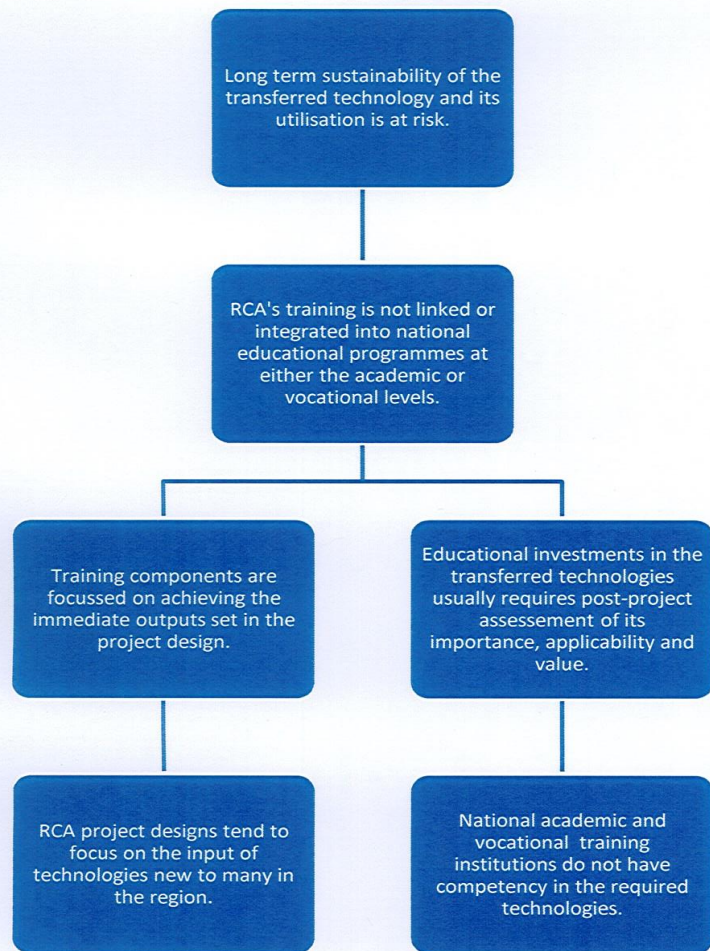 Long term sustainability of the
transferred technology and its
utilisation is at risk.
RCA's training is not linked or
integrated into national
educational programmes at
either the academic or
vocational levels.
Training components are
focussed on achieving the
immediate outputs set in the
project design.
Educational investments in the
transferred technologies
usually requires post-project
assessement of its
importance, applicability and
value.
RCA project designs tend to
focus on the input of
technologies new to many in
the region.
National academic and
vocational training
institutions do not have
competency in the required
technologies.